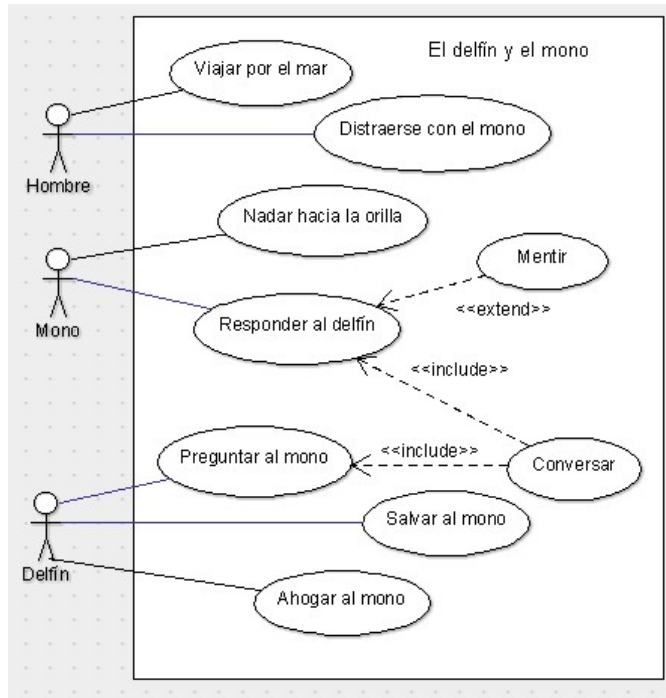 El delfín y el mono
Viajar por el mar
Distraerse con el mono
Hombre
Nadar hacia la orilla
Mentir
<<extend>>
Mono
Responder al delfín
<<include>>
Preguntar al mono
<<include>>
Conversar
Salvar al mono
Delfín
Ahogar al mono